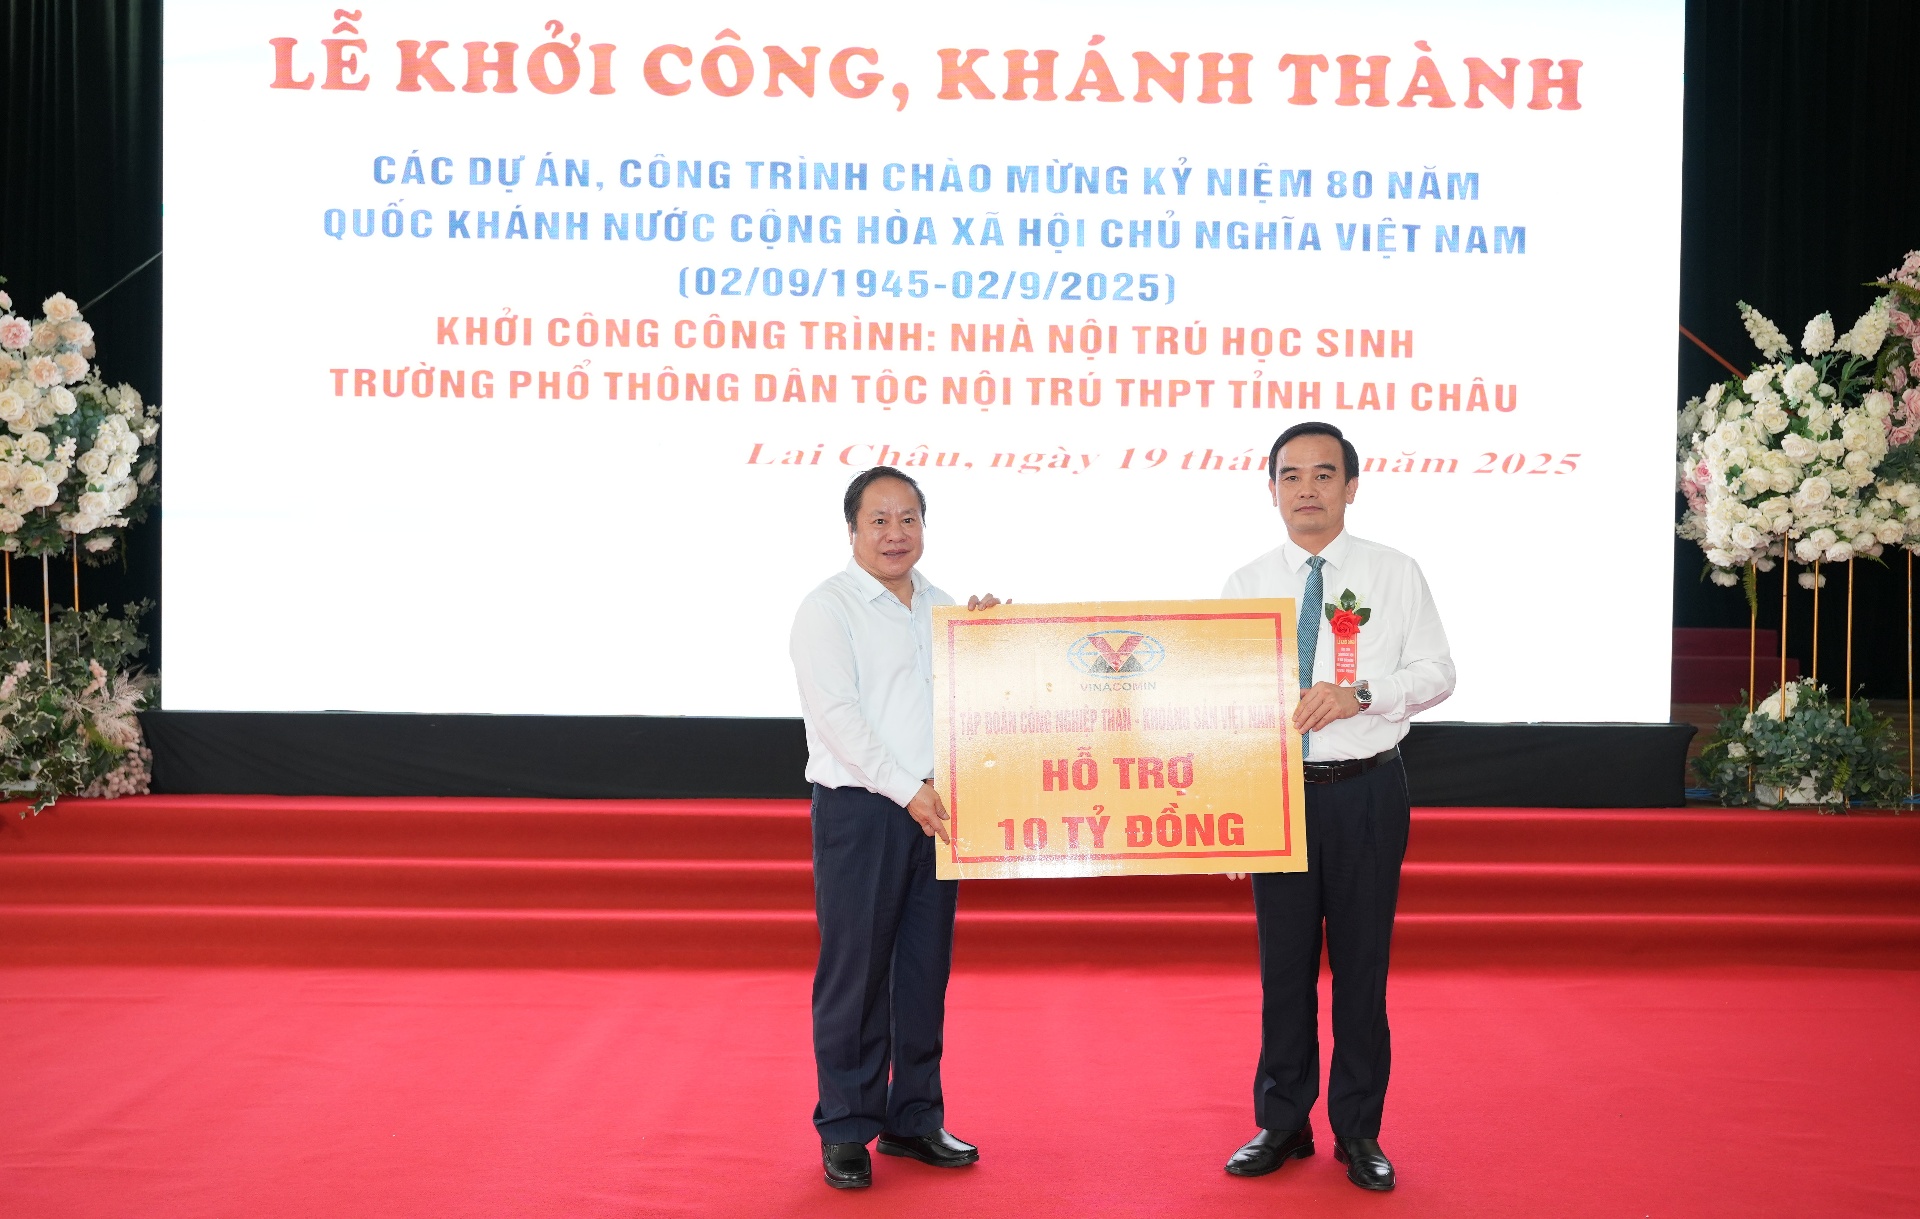 LỄ KHỞI CÔNG, KHÁNH THÀNH
CÁC DỰ ÁN, CÔNG TRÌNH CHÀO MỪNG KỶ NIỆM 80 NĂM
QUỐC KHÁNH NƯỚC CỘNG HÒA XÃ HỘI CHỦ NGHĨA VIỆT NAM
(02/09/1945-02/9/2025)
KHỞI CÔNG CÔNG TRÌNH: NHÀ NỘI TRÚ HỌC SINH
TRƯỜNG PHỔ THÔNG DÂN TỘC NỘI TRÚ THPT TỈNH LAI CHÂU
Lai Châu, ngày 19 năm 2025
VINACOMIN
TẬP ĐOÀN CÔNG NGHIỆP THAN - KHOÁNG SẢN VIỆT NAM
HỖ TRỢ
10 TỶ ĐỒNG